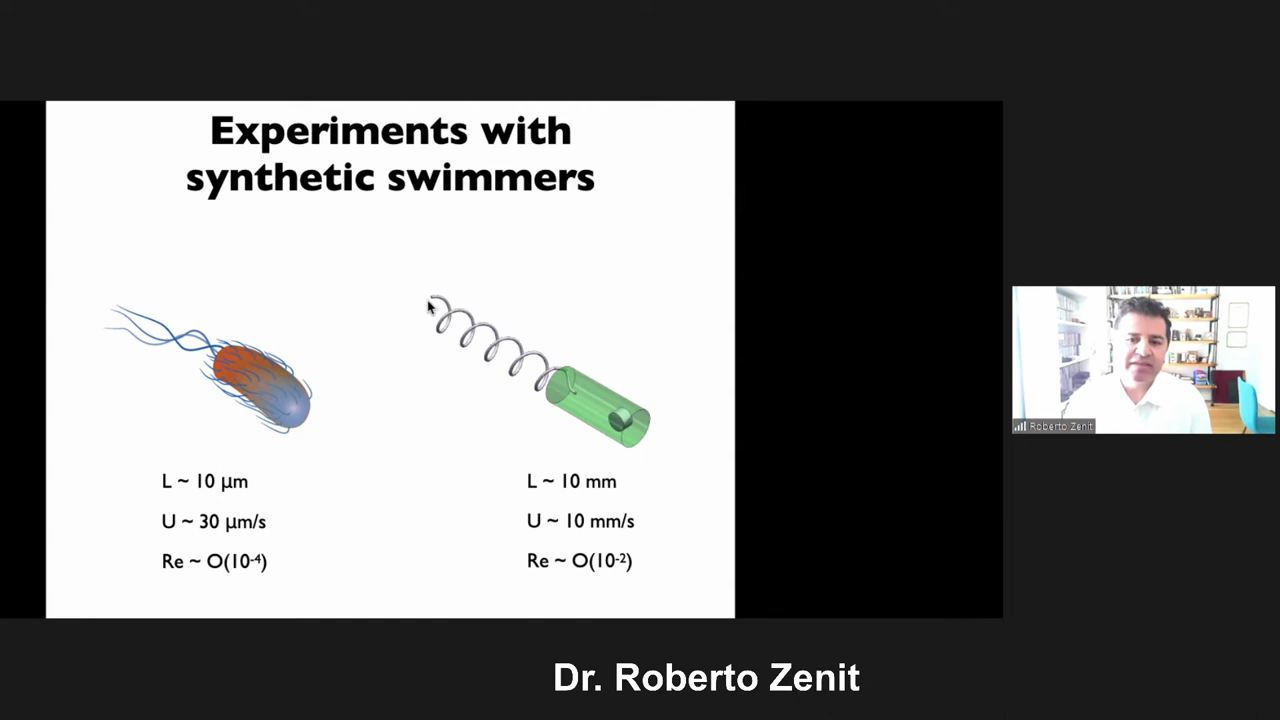 Experiments with
synthetic swimmers
L ~ 10 µm
U ~ 30 µm/s
Re ~ O(10-4)
L ~ 10 mm
U ~ 10 mm/s
Re ~ O(10-2)
Roberto Zenit
Dr. Roberto Zenit